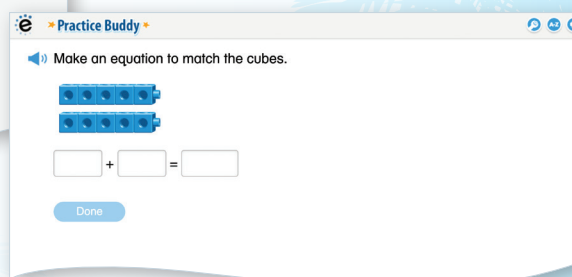 ë Practice Buddy A-Z
Make an equation to match the cubes.
+ =
Done